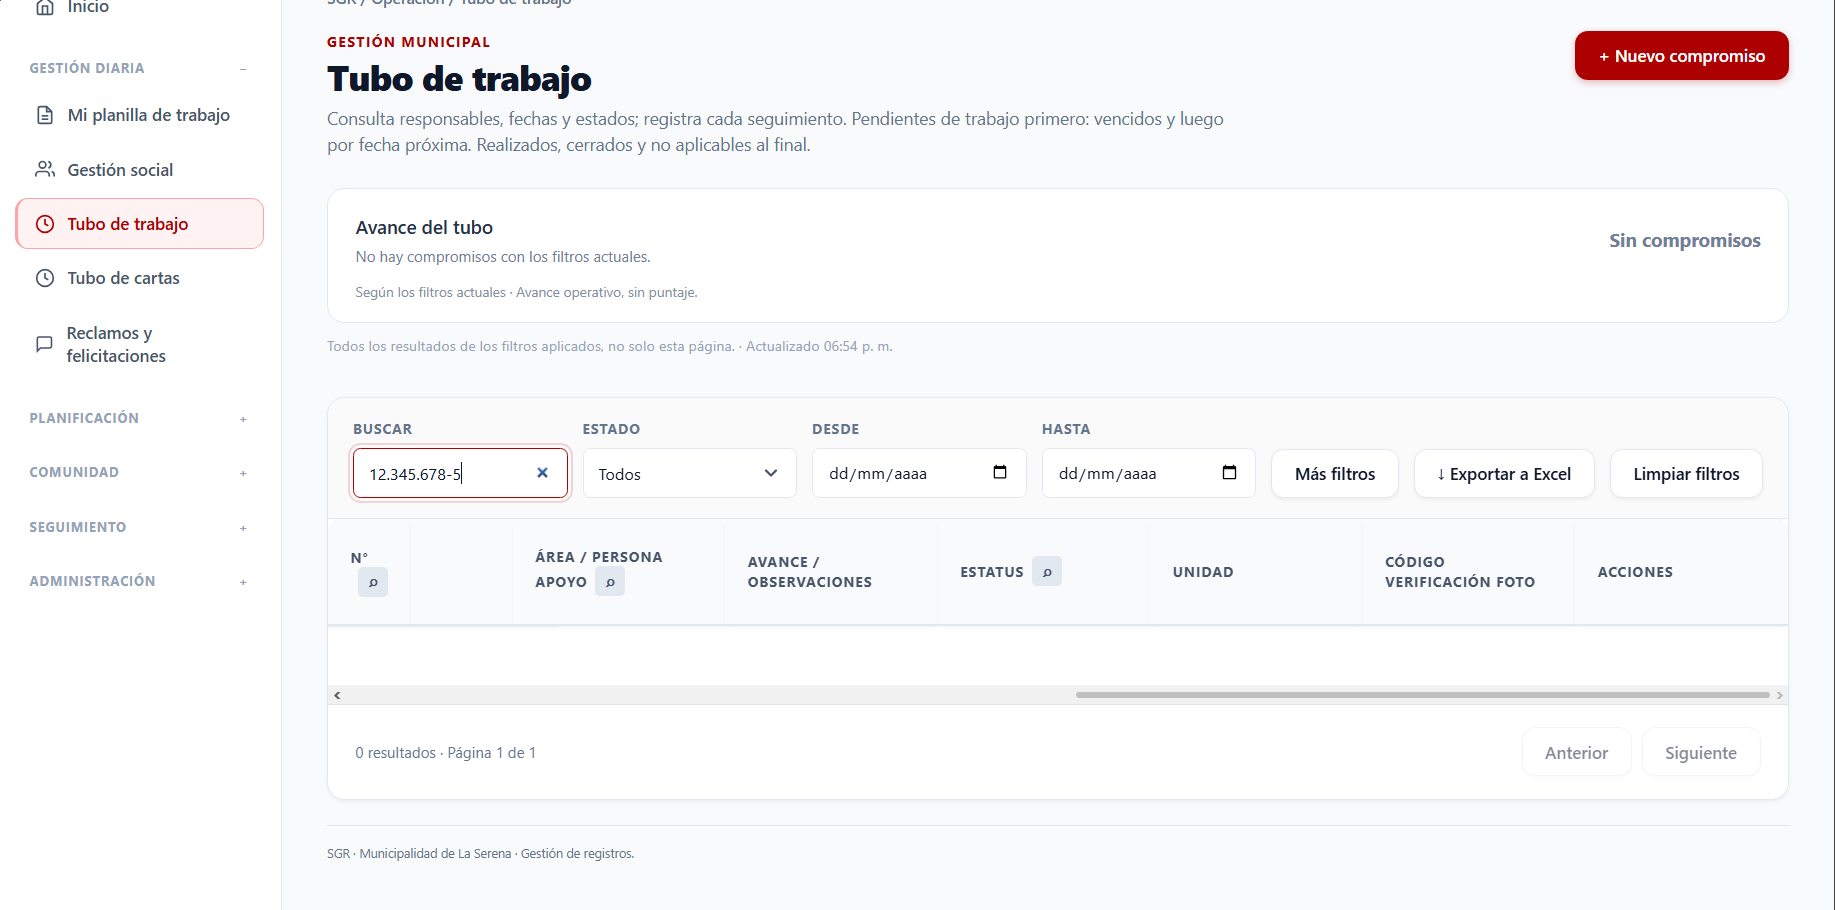 Inicio
SGR / Operación / Tubo de trabajo
GESTIÓN DIARIA −
Mi planilla de trabajo
Gestión social
Tubo de trabajo
Tubo de cartas
Reclamos y
felicitaciones
PLANIFICACIÓN +
COMUNIDAD +
SEGUIMIENTO +
ADMINISTRACIÓN +
GESTIÓN MUNICIPAL
Tubo de trabajo
+ Nuevo compromiso
Consulta responsables, fechas y estados; registra cada seguimiento. Pendientes de trabajo primero: vencidos y luego
por fecha próxima. Realizados, cerrados y no aplicables al final.
Avance del tubo
No hay compromisos con los filtros actuales.
Sin compromisos
Según los filtros actuales · Avance operativo, sin puntaje.
Todos los resultados de los filtros aplicados, no solo esta página. · Actualizado 06:54 p. m.
BUSCAR ESTADO DESDE HASTA
12.345.678-5 Todos dd/mm/aaaa dd/mm/aaaa Más filtros ↓ Exportar a Excel Limpiar filtros
N°
ÁREA / PERSONA
APOYO
AVANCE /
OBSERVACIONES
ESTATUS
UNIDAD
CÓDIGO
VERIFICACIÓN FOTO
ACCIONES
0 resultados · Página 1 de 1
Anterior Siguiente
SGR · Municipalidad de La Serena · Gestión de registros.